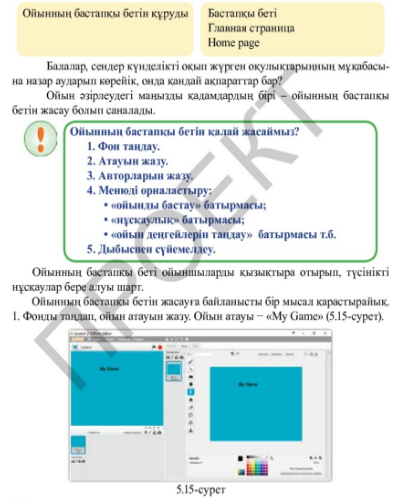 Ойынның бастапқы бетін құруды
Бастапқы беті
Главная страница
Home page
Балалар, сендер күнделікті оқып жүрген оқулықтарыңның мұқабасы-
на назар аударып көрейік, онда қандай ақпараттар бар?
Ойын әзірлеудегі маңызды қадамдардың бірі – ойынның бастапқы
бетін жасау болып саналады.
Ойынның бастапқы бетін қалай жасаймыз?
1. Фон таңдау.
2. Атауын жазу.
3. Авторларын жазу.
4. Менюді орналастыру:
• «ойынды бастау» батырмасы;
• «нұсқаулық» батырмасы;
• «ойын деңгейлерін таңдау» батырмасы т.б.
5. Дыбыспен сүйемелдеу.
Ойынның бастапқы беті ойыншыларды қызықтыра отырып, түсінікті
нұсқаулар бере алуы шарт.
Ойынның бастапқы бетін жасауға байланысты бір мысал қарастырайық.
1. Фонды таңдап, ойын атауын жазу. Ойын атауы – «My Game» (5.15-сурет).
My Game
My Game
5.15-сурет
ПРОЕКТ